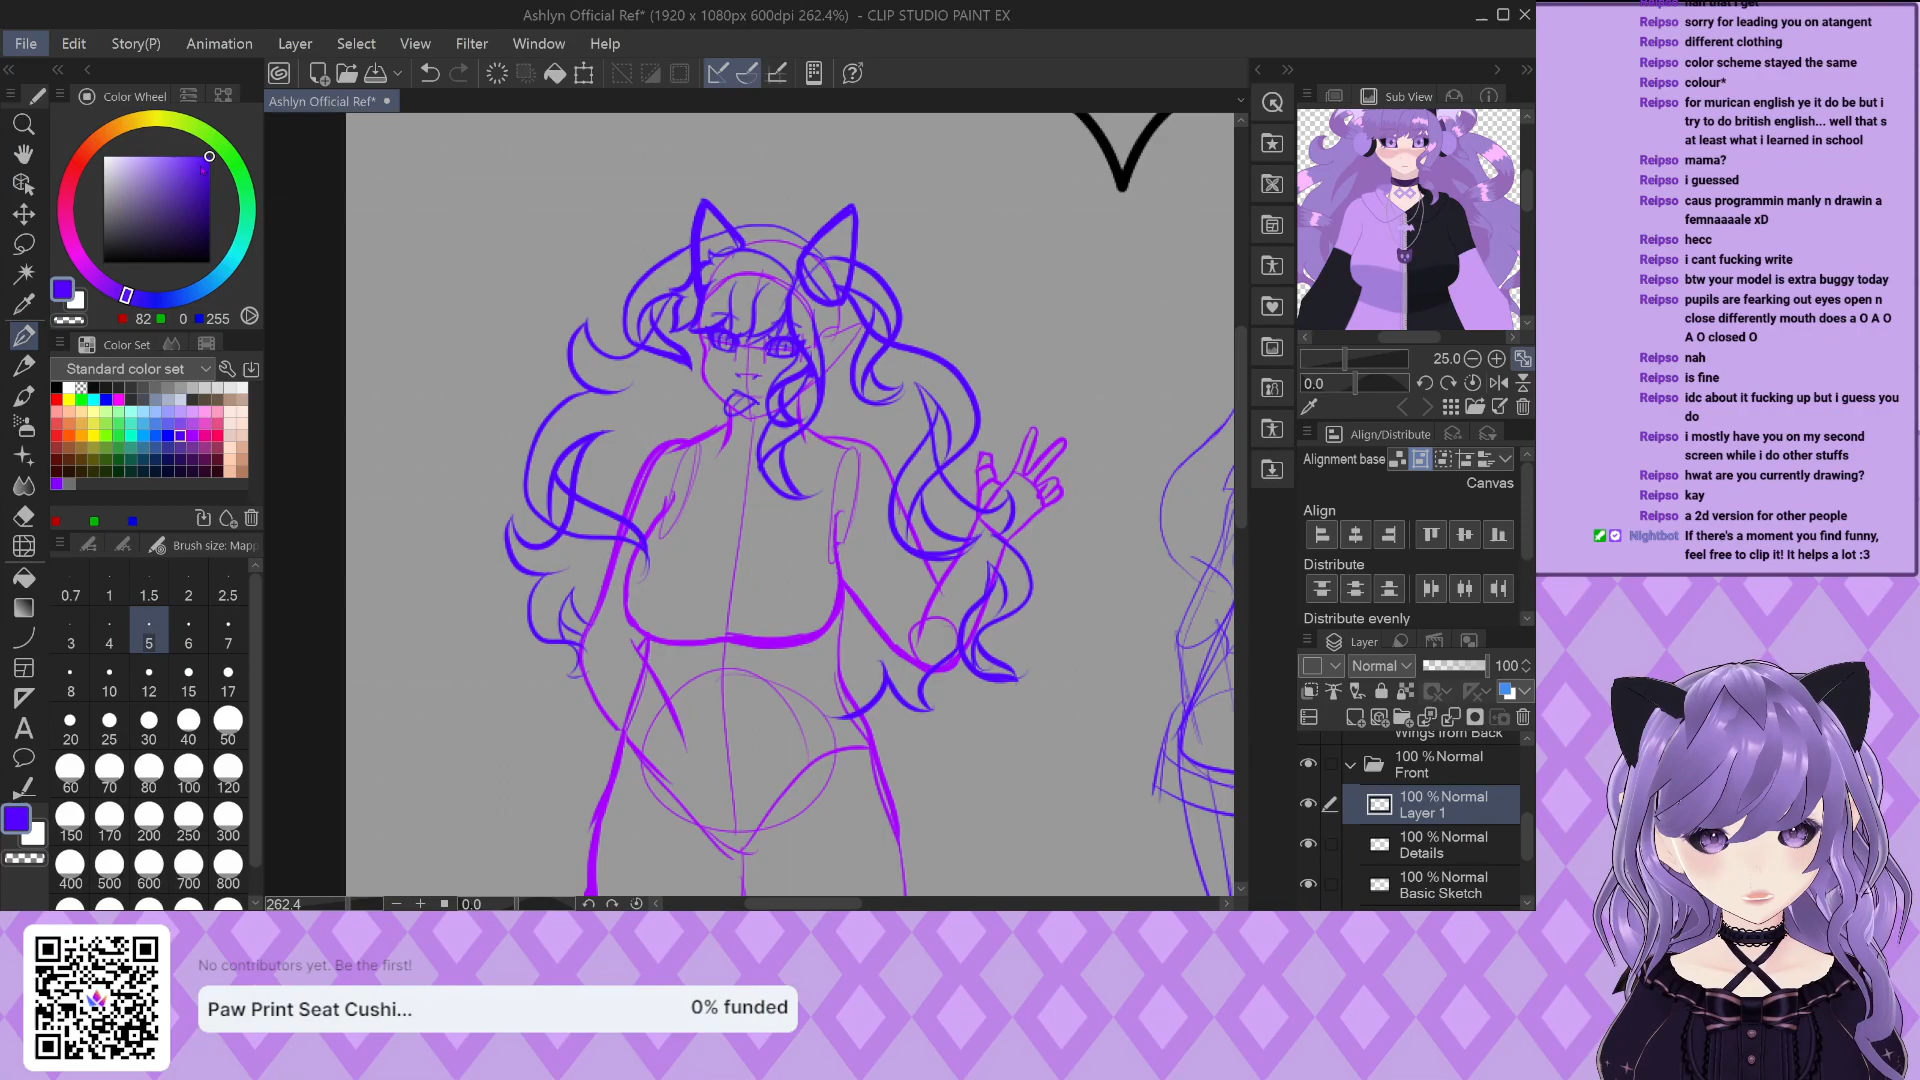 Ashlyn Official Ref* (1920 x 1080px 600dpi 262.4%) - CLIP STUDIO PAINT EX
File Edit Story(P) Animation Layer Select View Filter Window Help
Ashlyn Official Ref*
Color Wheel
82 0 255
Color Set
Standard color set
Brush size: Mapp
0.7 1 1.5 2 2.5
3 4 5 6 7
8 10 12 15 17
20 25 30 40 50
60 70 80 100 120
150 170 200 250 300
400 500 600 700 800
262.4 0.0
Sub View
25.0
0.0
Align/Distribute
Alignment base
Canvas
Align
Distribute
Distribute evenly
Layer
Normal 100
Wings from Back
100 %Normal
Front
100 %Normal
Layer 1
100 %Normal
Details
100 %Normal
Basic Sketch
Reipso sorry for leading you on atangent
Reipso different clothing
Reipso color scheme stayed the same
Reipso colour*
Reipso for murican english ye it do be but i
try to do british english... well that s
at least what i learned in school
Reipso mama?
Reipso i guessed
Reipso caus programmin manly n drawin a
femnaaaale xD
Reipso hecc
Reipso i cant fucking write
Reipso btw your model is extra buggy today
Reipso pupils are fearking out eyes open n
close differently mouth does a O A O
A O closed O
Reipso nah
Reipso is fine
Reipso idc about it fucking up but i guess you
do
Reipso i mostly have you on my second
screen while i do other stuffs
Reipso hwat are you currently drawing?
Reipso kay
Reipso a 2d version for other people
Nightbot If there's a moment you find funny,
feel free to clip it! It helps a lot :3
No contributors yet. Be the first!
Paw Print Seat Cushi... 0% funded